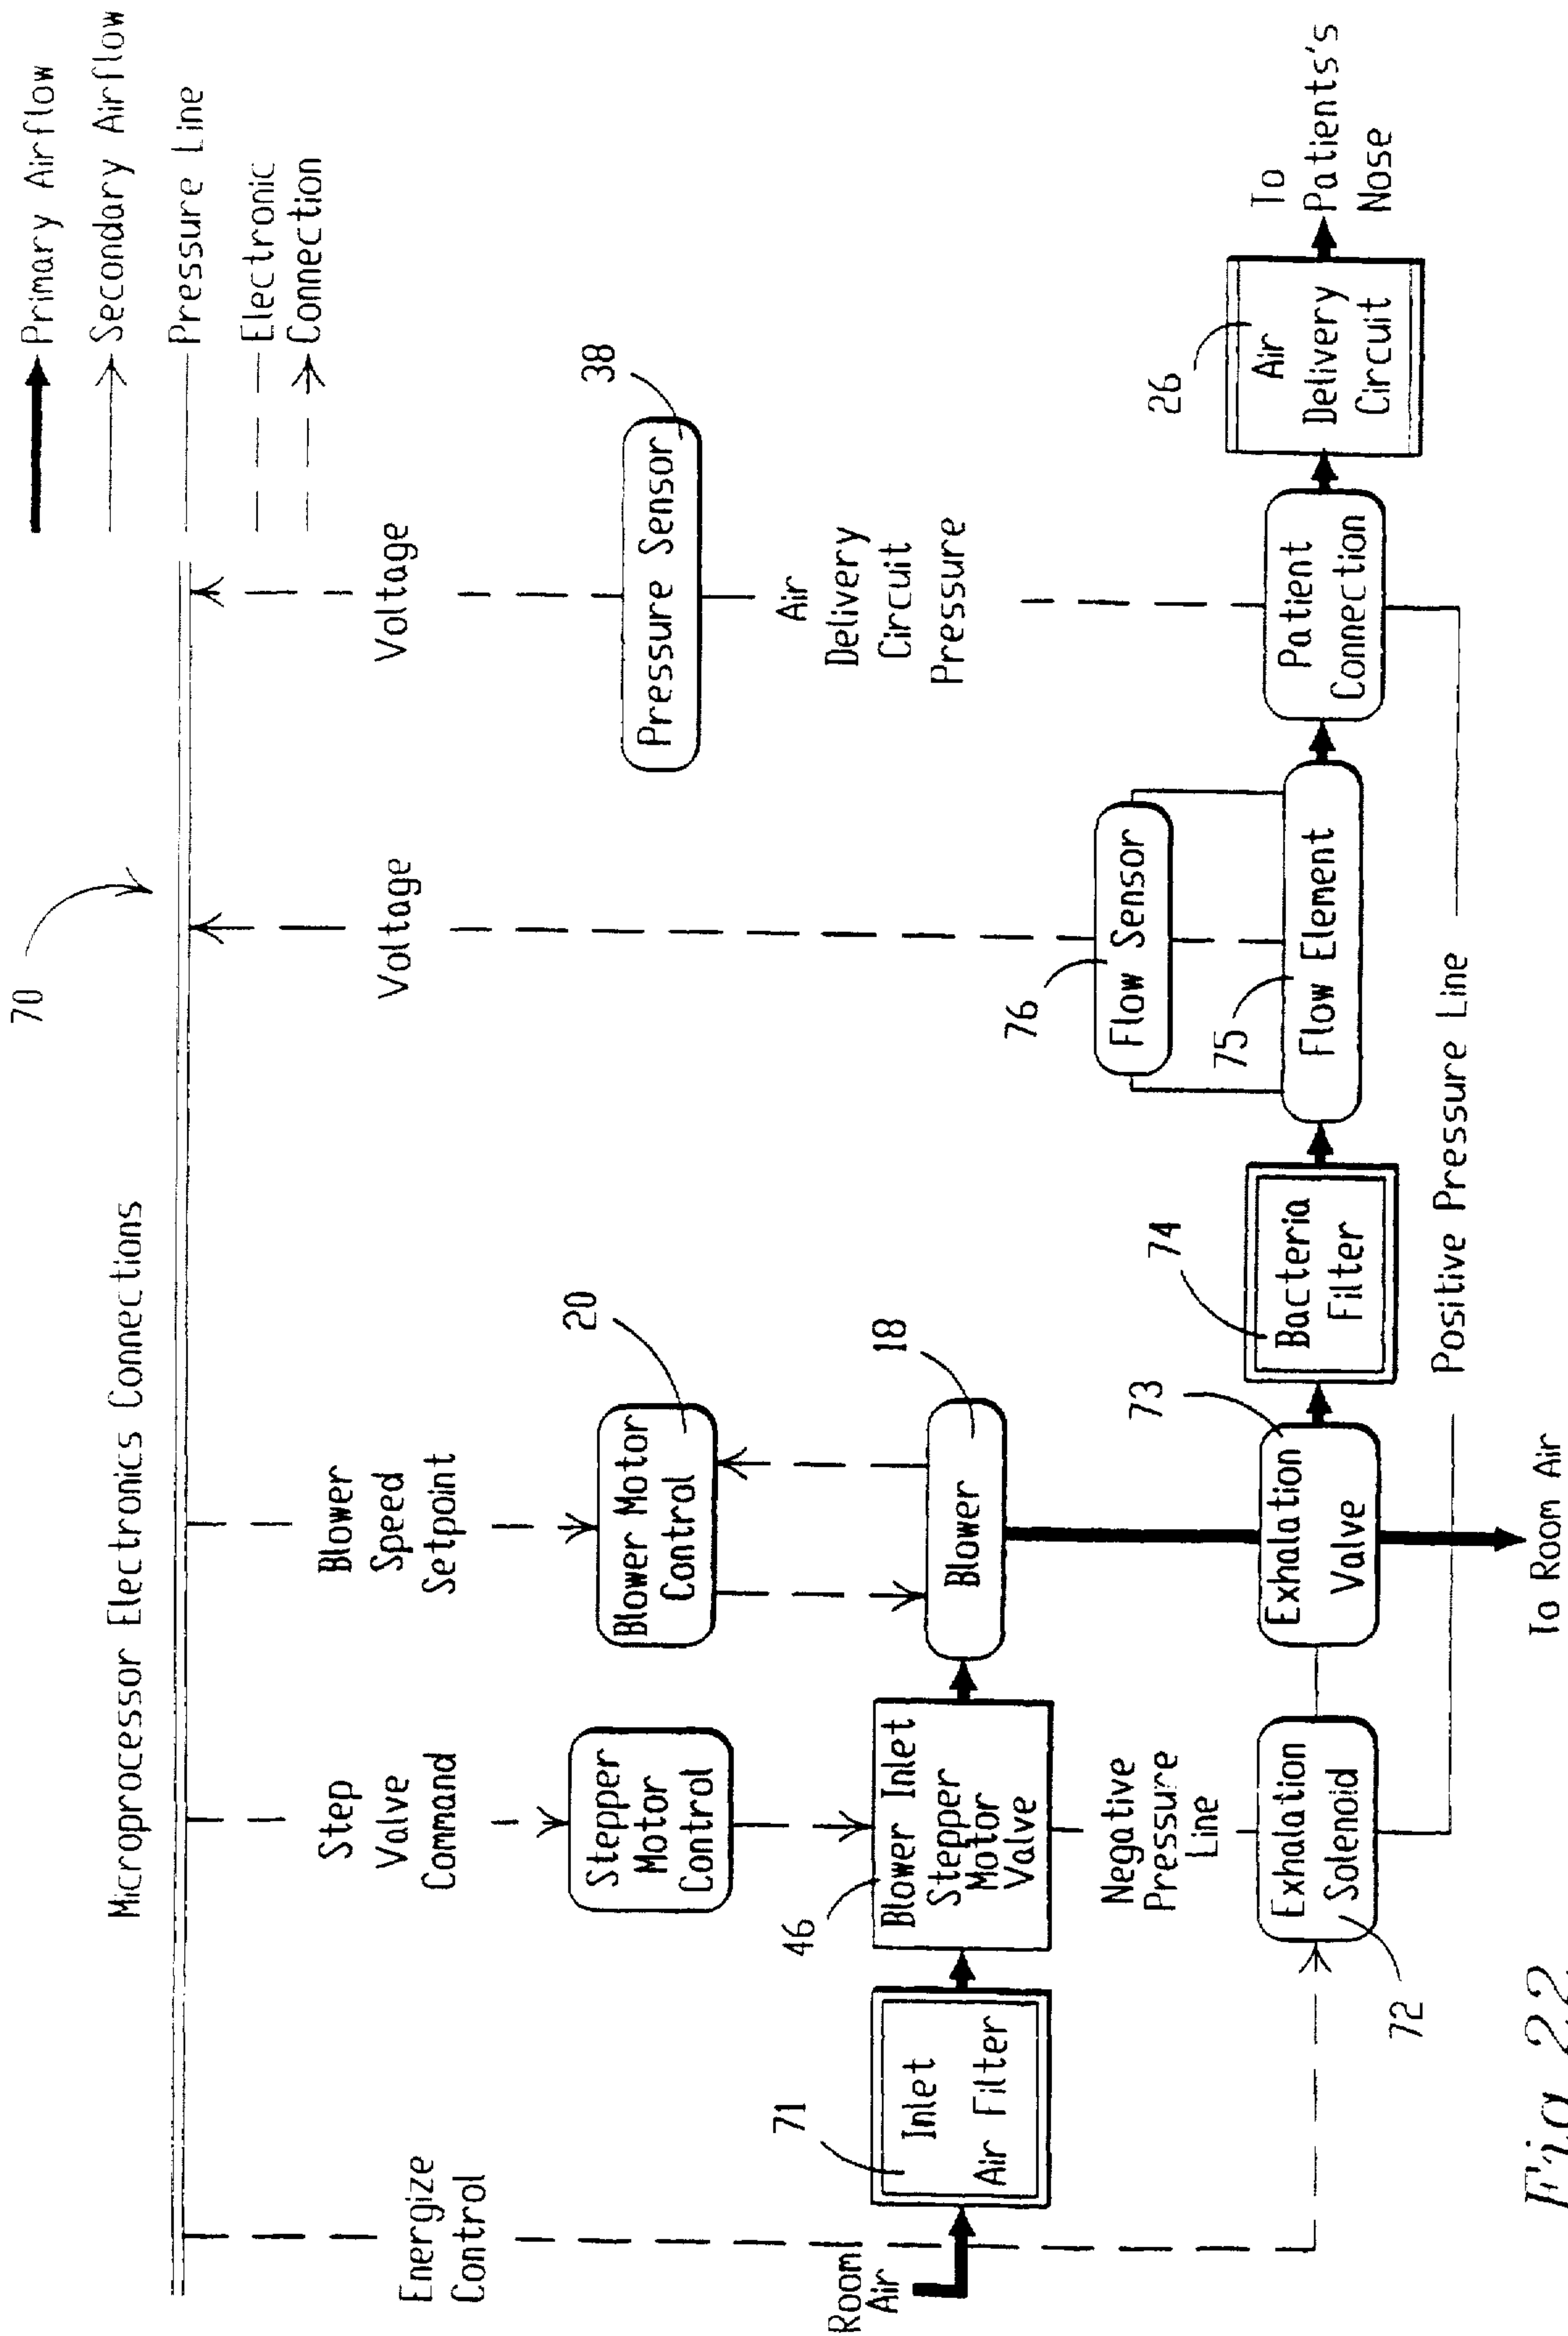 Primary Airflow
Secondary Airflow
Pressure Line
Electronic
Connection
70
Microprocessor Electronics Connections
Energize
Control
Step
Valve
Command
Blower
Speed
Setpoint
Voltage
Voltage
Stepper
Motor
Control
20
Blower Motor
Control
38
Pressure Sensor
Air
Delivery
Circuit
Pressure
Room
Air
71
Inlet
Air Filter
46
Blower Inlet
Stepper
Motor
Valve
18
Blower
Negative
Pressure
Line
72
Exhalation
Solenoid
73
Exhalation
Valve
74
Bacteria
Filter
76
Flow Sensor
75
Flow Element
Patient
Connection
26
Air
Delivery
Circuit
To
Patients's
Nose
Positive Pressure Line
To Room Air
Fig. 22